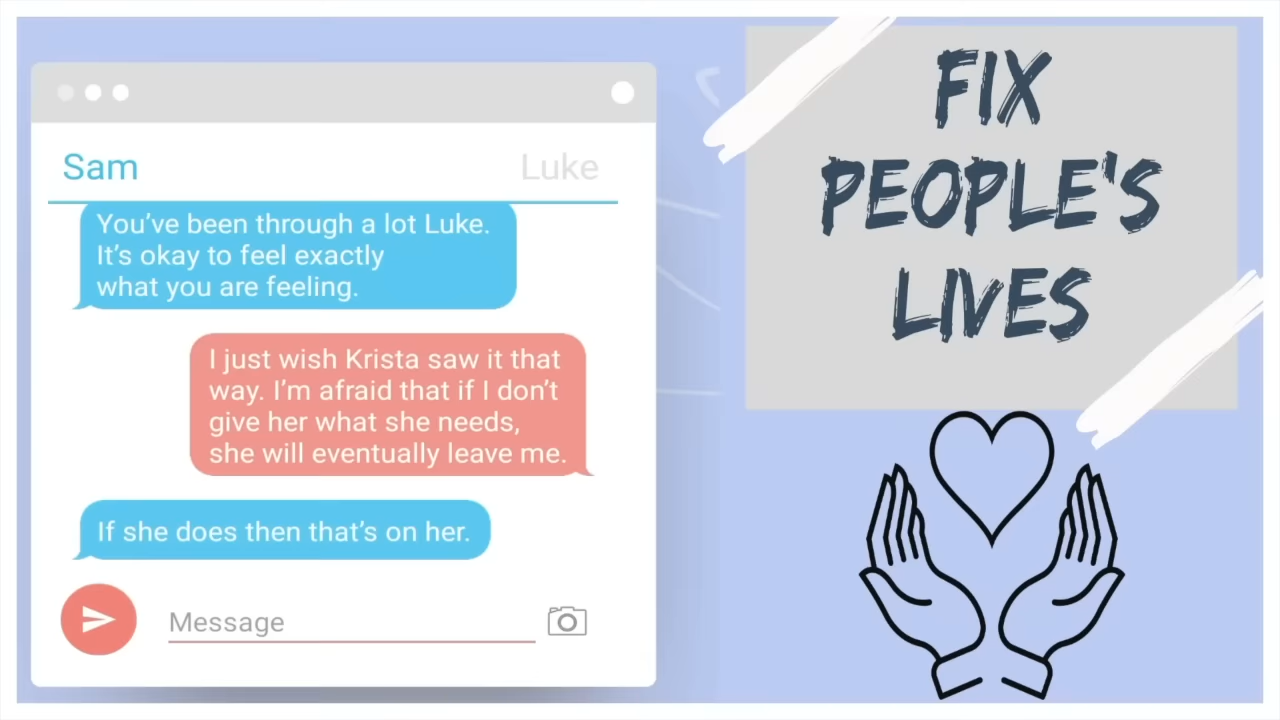 Sam
Luke
You've been through a lot Luke.
It's okay to feel exactly
what you are feeling.
I just wish Krista saw it that
way. I'm afraid that if I don't
give her what she needs,
she will eventually leave me.
If she does then that's on her.
Message
FIX
PEOPLE'S
LIVES